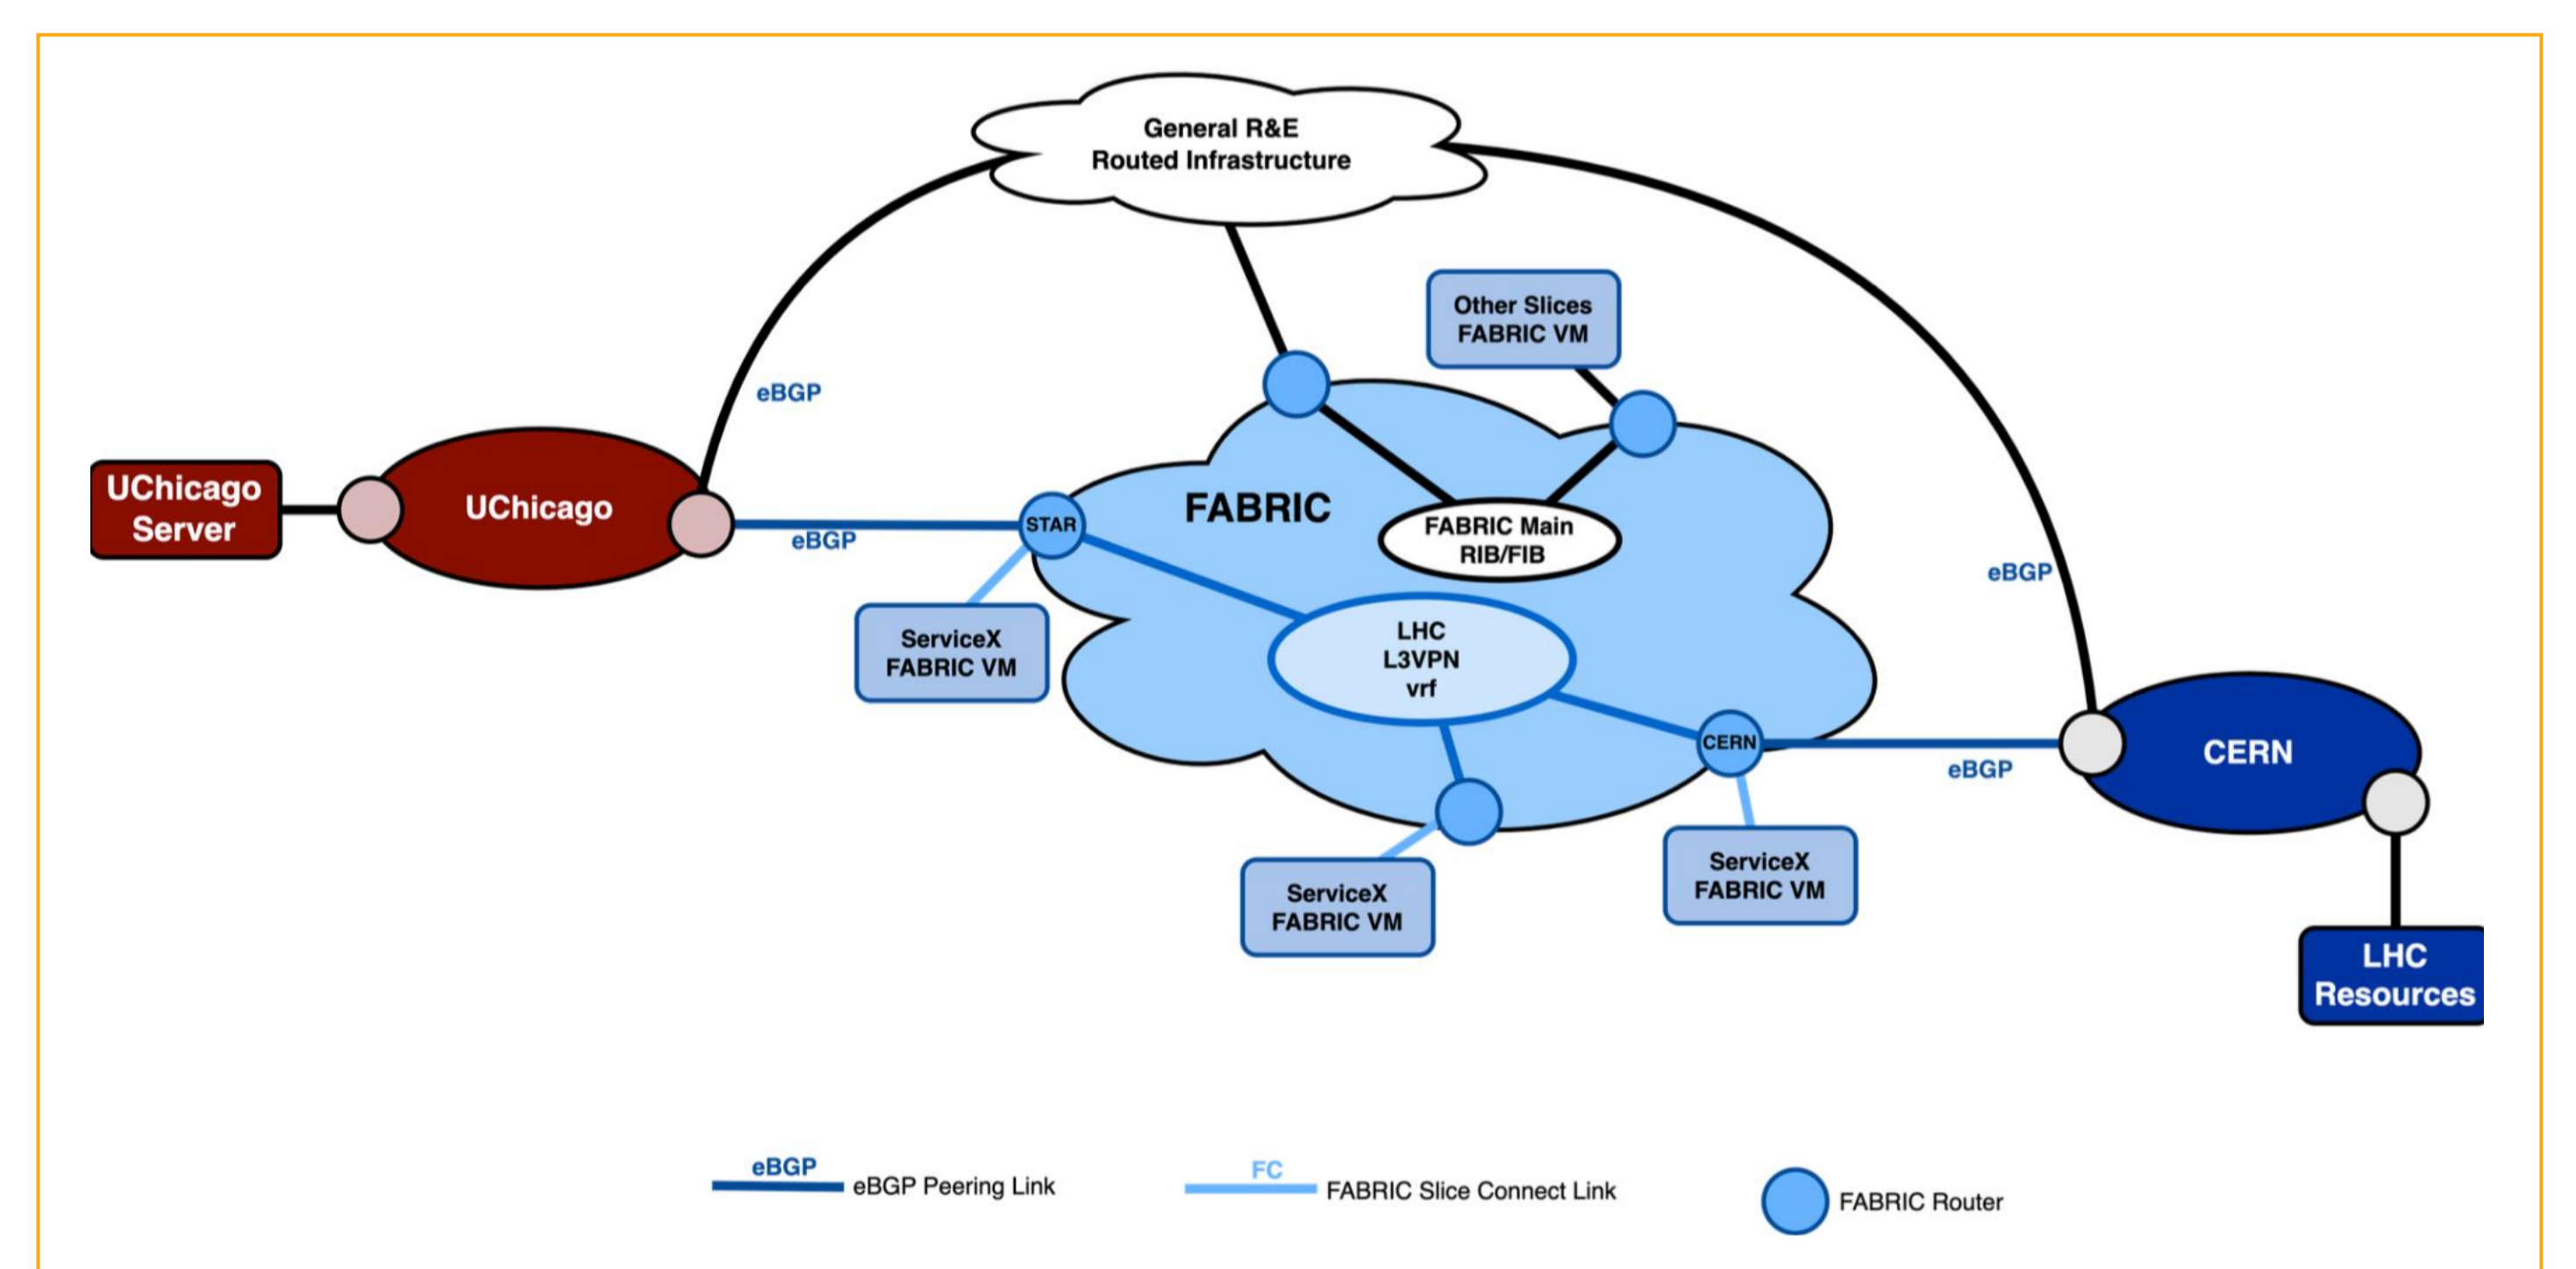 General R&E
Routed Infrastructure
Other Slices
FABRIC VM
eBGP
UChicago
Server
UChicago
eBGP
STAR
FABRIC
FABRIC Main
RIB/FIB
eBGP
ServiceX
FABRIC VM
LHC
L3VPN
vrf
CERN
eBGP
CERN
ServiceX
FABRIC VM
ServiceX
FABRIC VM
LHC
Resources
eBGP
eBGP Peering Link
FC
FABRIC Slice Connect Link
FABRIC Router